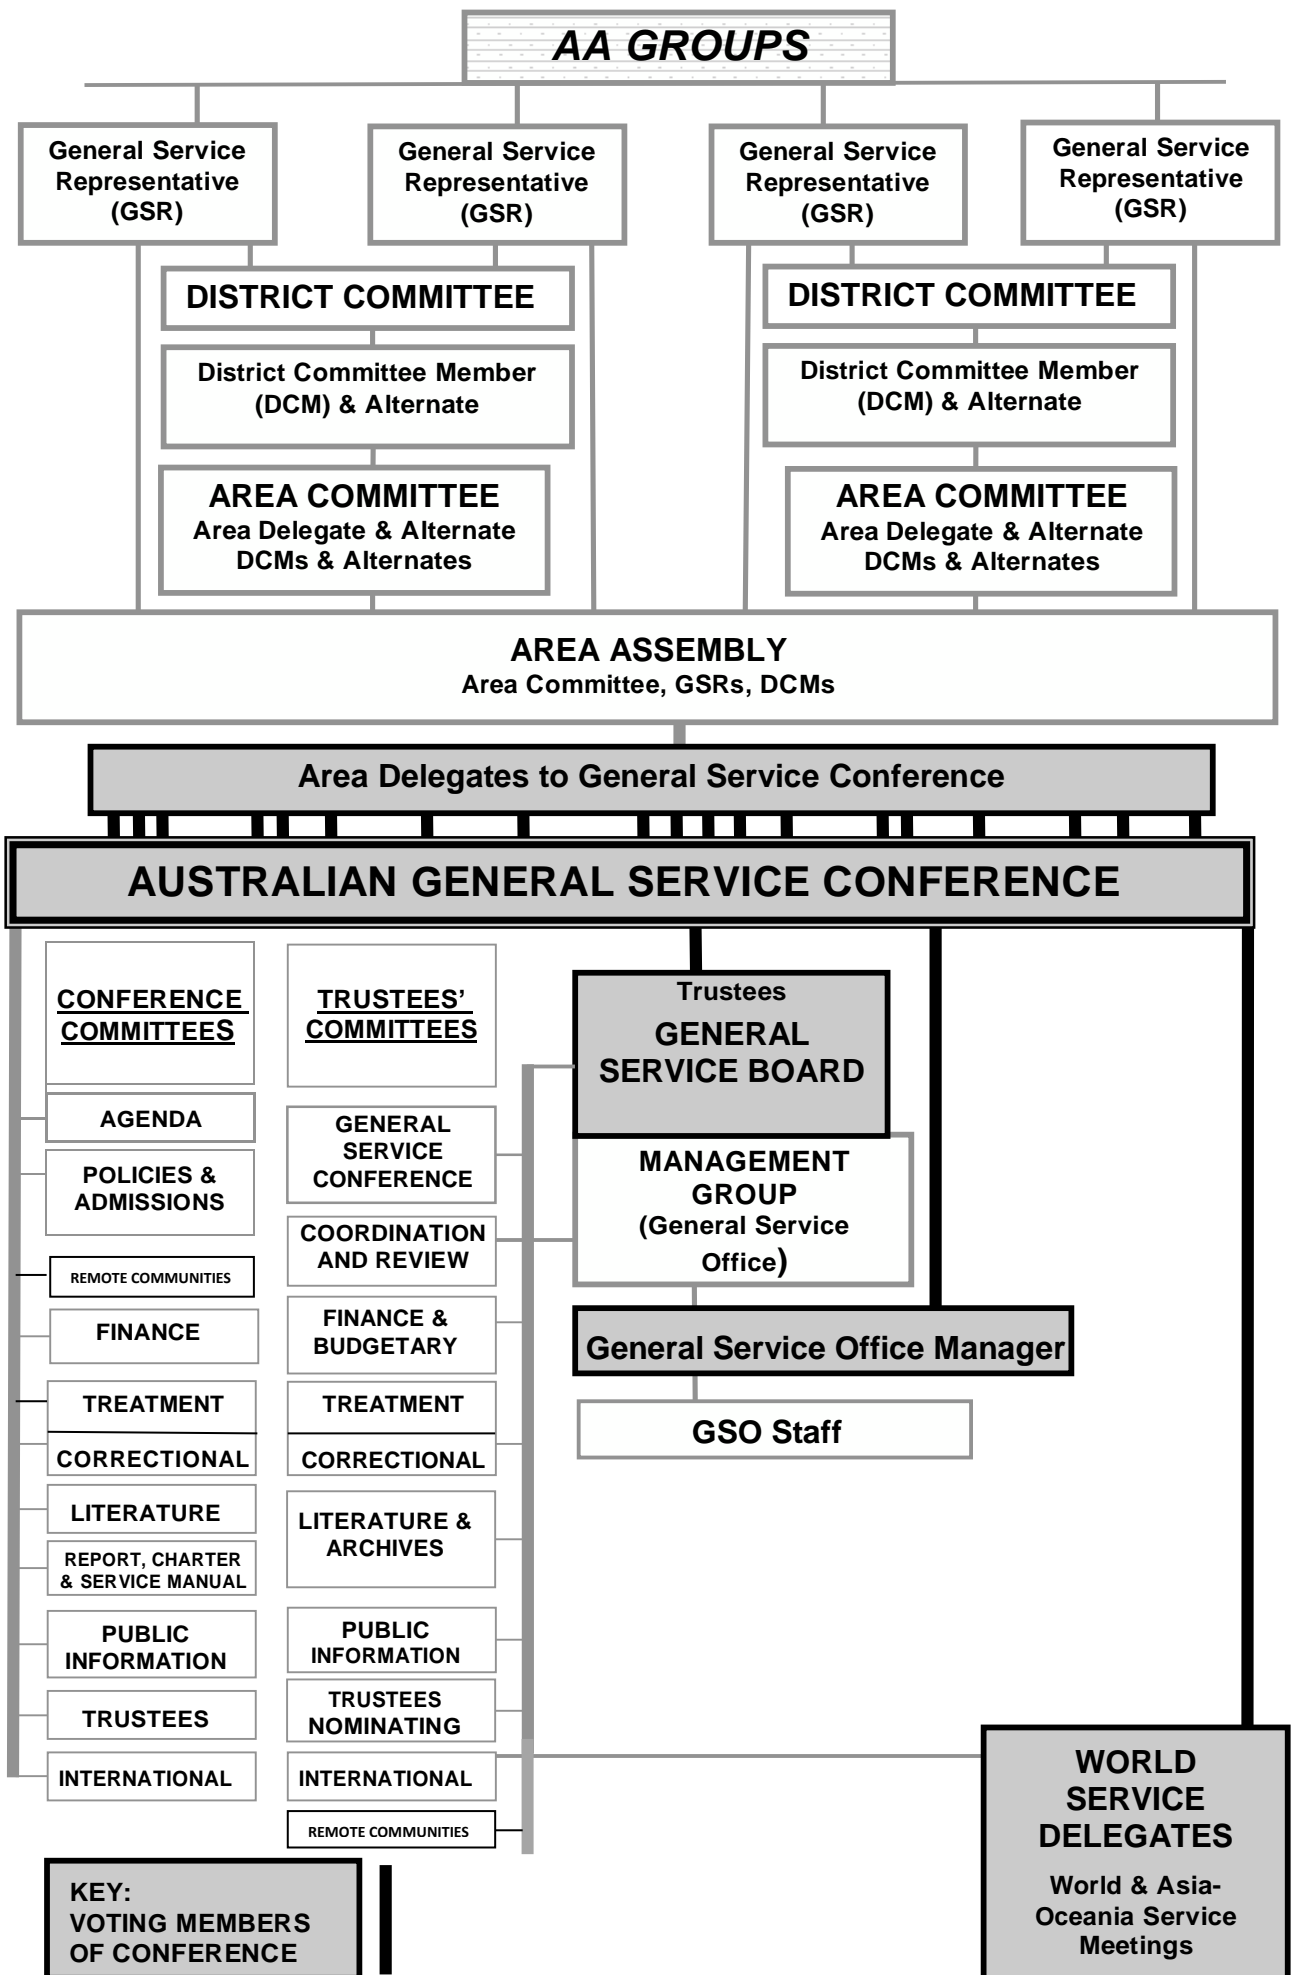 AA GROUPS
General Service
Representative
(GSR)
General Service
Representative
(GSR)
General Service
Representative
(GSR)
General Service
Representative
(GSR)
DISTRICT COMMITTEE
District Committee Member
(DCM) & Alternate
AREA COMMITTEE
Area Delegate & Alternate
DCMs & Alternates
DISTRICT COMMITTEE
District Committee Member
(DCM) & Alternate
AREA COMMITTEE
Area Delegate & Alternate
DCMs & Alternates
AREA ASSEMBLY
Area Committee, GSRs, DCMs
Area Delegates to General Service Conference
AUSTRALIAN GENERAL SERVICE CONFERENCE
CONFERENCE
COMMITTEES
AGENDA
POLICIES &
ADMISSIONS
REMOTE COMMUNITIES
FINANCE
TREATMENT
CORRECTIONAL
LITERATURE
REPORT, CHARTER
& SERVICE MANUAL
PUBLIC
INFORMATION
TRUSTEES
INTERNATIONAL
TRUSTEES’
COMMITTEES
GENERAL
SERVICE
CONFERENCE
COORDINATION
AND REVIEW
FINANCE &
BUDGETARY
TREATMENT
CORRECTIONAL
LITERATURE &
ARCHIVES
PUBLIC
INFORMATION
TRUSTEES
NOMINATING
INTERNATIONAL
REMOTE COMMUNITIES
Trustees
GENERAL
SERVICE BOARD
MANAGEMENT
GROUP
(General Service
Office)
General Service Office Manager
GSO Staff
WORLD
SERVICE
DELEGATES
World & Asia-
Oceania Service
Meetings
KEY:
VOTING MEMBERS
OF CONFERENCE